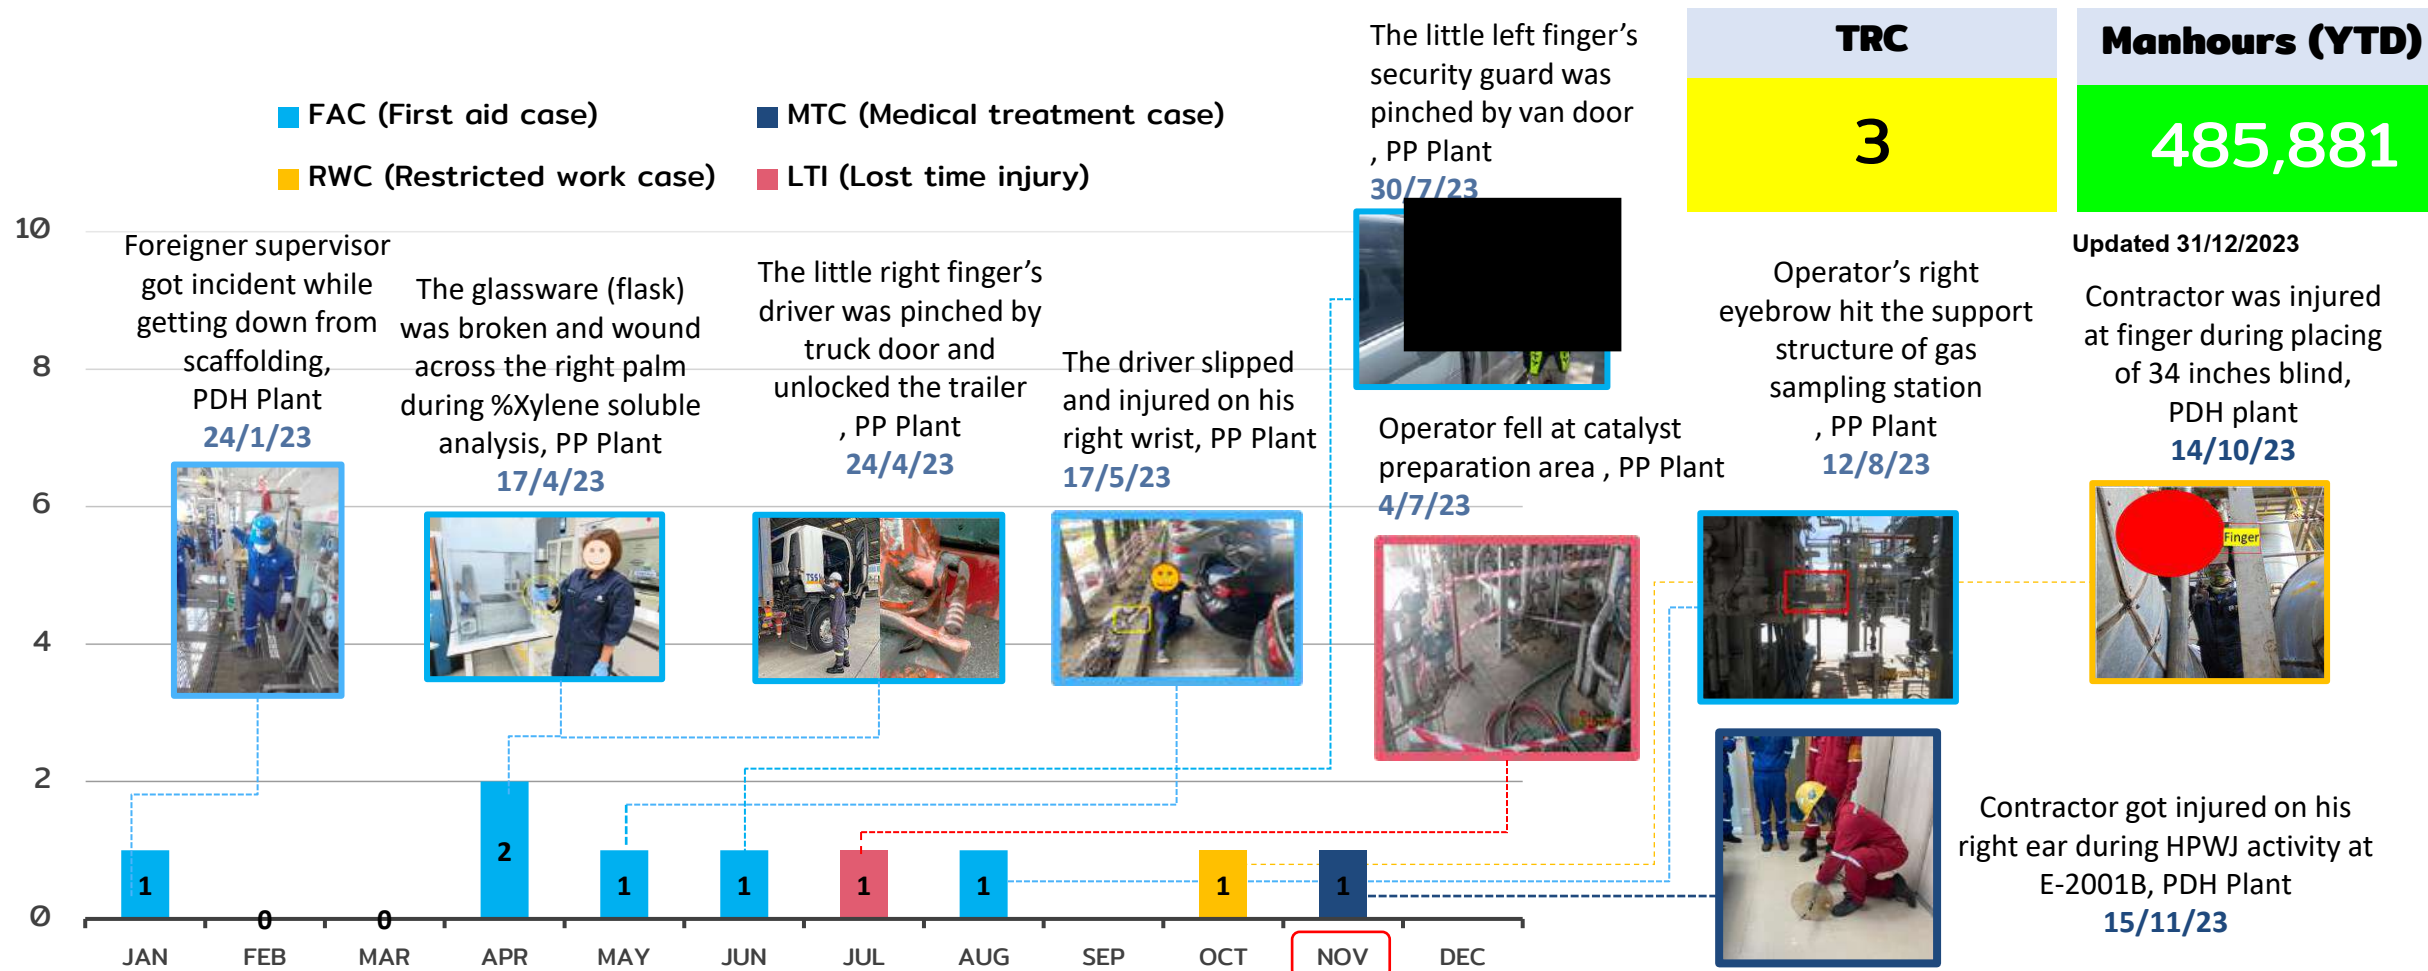 FAC (First aid case)
MTC (Medical treatment case)
RWC (Restricted work case)
LTI (Lost time injury)
TRC
3
Manhours (YTD)
485,881
Updated 31/12/2023
The little left finger’s
security guard was
pinched by van door
, PP Plant
30/7/23
Foreigner supervisor
got incident while
getting down from
scaffolding,
PDH Plant
24/1/23
The glassware (flask)
was broken and wound
across the right palm
during %Xylene soluble
analysis, PP Plant
17/4/23
The little right finger’s
driver was pinched by
truck door and
unlocked the trailer
, PP Plant
24/4/23
The driver slipped
and injured on his
right wrist, PP Plant
17/5/23
Operator fell at catalyst
preparation area , PP Plant
4/7/23
Operator’s right
eyebrow hit the support
structure of gas
sampling station
, PP Plant
12/8/23
Contractor was injured
at finger during placing
of 34 inches blind,
PDH plant
14/10/23
Finger
TSS
Contractor got injured on his
right ear during HPWJ activity at
E-2001B, PDH Plant
15/11/23
10
8
6
4
2
0
1
0
0
2
1
1
1
1
1
1
JAN
FEB
MAR
APR
MAY
JUN
JUL
AUG
SEP
OCT
NOV
DEC